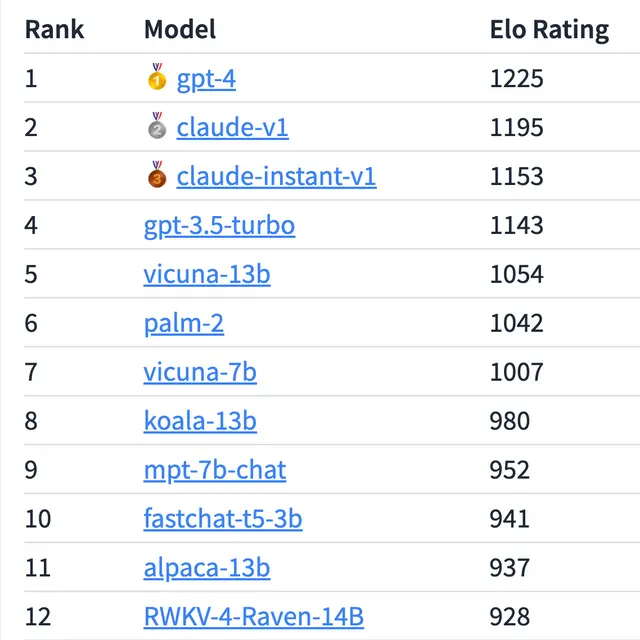 Rank Model Elo Rating
1 🥇 gpt-4 1225
2 🥈 claude-v1 1195
3 🥉 claude-instant-v1 1153
4 gpt-3.5-turbo 1143
5 vicuna-13b 1054
6 palm-2 1042
7 vicuna-7b 1007
8 koala-13b 980
9 mpt-7b-chat 952
10 fastchat-t5-3b 941
11 alpaca-13b 937
12 RWKV-4-Raven-14B 928